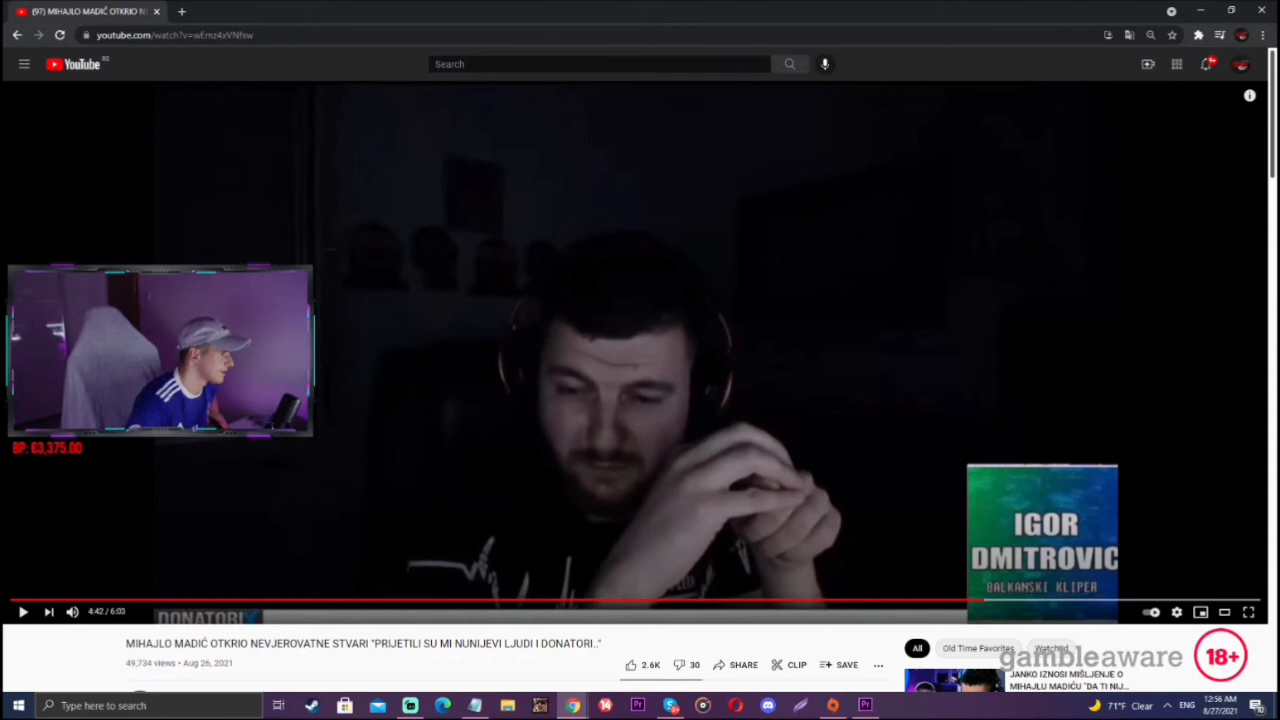 (97) MIHAJLO MADIĆ OTKRIO N
youtube.com/watch?v=wEmz4xVNfxw
YouTube RS
Search
9+
BP: €3,375.00
IGOR
DMITROVIC
BALKANSKI KLIPER
4:42 / 6:03
DONATORI
MIHAJLO MADIĆ OTKRIO NEVJEROVATNE STVARI "PRIJETILI SU MI NUNIJEVI LJUDI I DONATORI.."
49,734 views • Aug 26, 2021
2.6K
30
SHARE
CLIP
SAVE
All
Old Time Favorites
Watched
gambleaware
18+
JANKO IZNOSI MIŠLJENJE O
MIHAJLO MADIĆU "DA TI NIJ...
Type here to search
71°F Clear
ENG
12:56 AM
8/27/2021